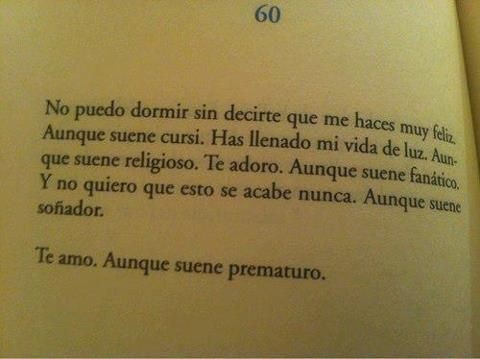 60
No puedo dormir sin decirte que me haces muy feliz.
Aunque suene cursi. Has llenado mi vida de luz. Aun-
que suene religioso. Te adoro. Aunque suene fanático.
Y no quiero que esto se acabe nunca. Aunque suene
soñador.
Te amo. Aunque suene prematuro.